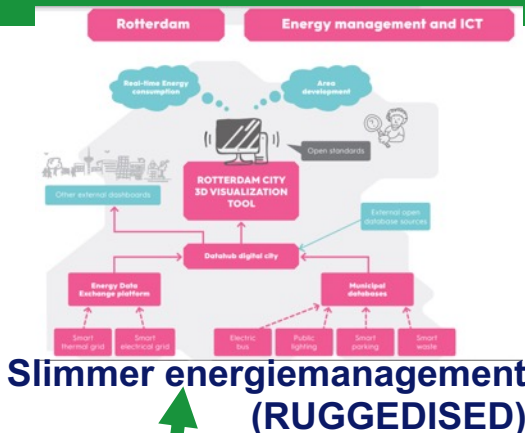 Rotterdam
Energy management and ICT
Real-time Energy
consumption
Area
development
Open standards
ROTTERDAM CITY
3D VISUALIZATION
TOOL
Other external dashboards
External open
database sources
Datahub digital city
Energy Data
Exchange platform
Municipal
databases
Smart
thermal grid
Smart
electrical grid
Electric
bus
Public
lighting
Smart
parking
Smart
waste
Slimmer energiemanagement
(RUGGEDISED)